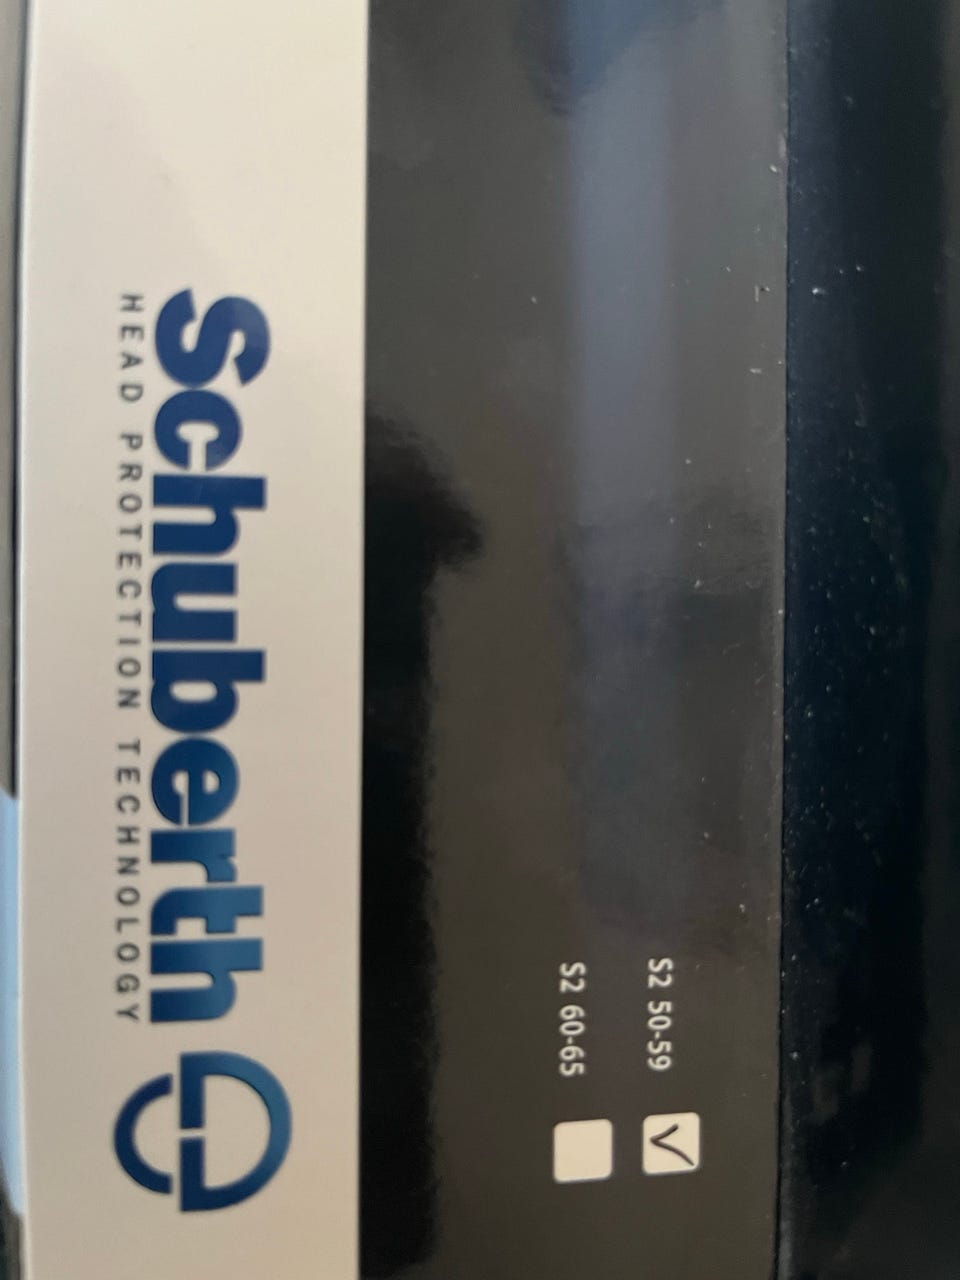 S2 50-59
S2 60-65
Schuberth
HEAD PROTECTION TECHNOLOGY